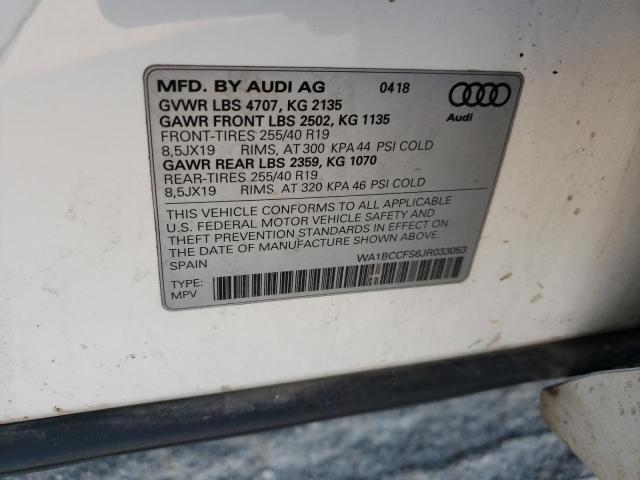 MFD. BY AUDI AG 0418
GVWR LBS 4707, KG 2135
GAWR FRONT LBS 2502, KG 1135
FRONT-TIRES 255/40 R19
8,5JX19 RIMS, AT 300 KPA 44 PSI COLD
GAWR REAR LBS 2359, KG 1070
REAR-TIRES 255/40 R19
8,5JX19 RIMS, AT 320 KPA 46 PSI COLD
Audi
THIS VEHICLE CONFORMS TO ALL APPLICABLE
U.S. FEDERAL MOTOR VEHICLE SAFETY AND
THEFT PREVENTION STANDARDS IN EFFECT ON
THE DATE OF MANUFACTURE SHOWN ABOVE.
SPAIN WA1BCCFS6JR033053
TYPE:
MPV